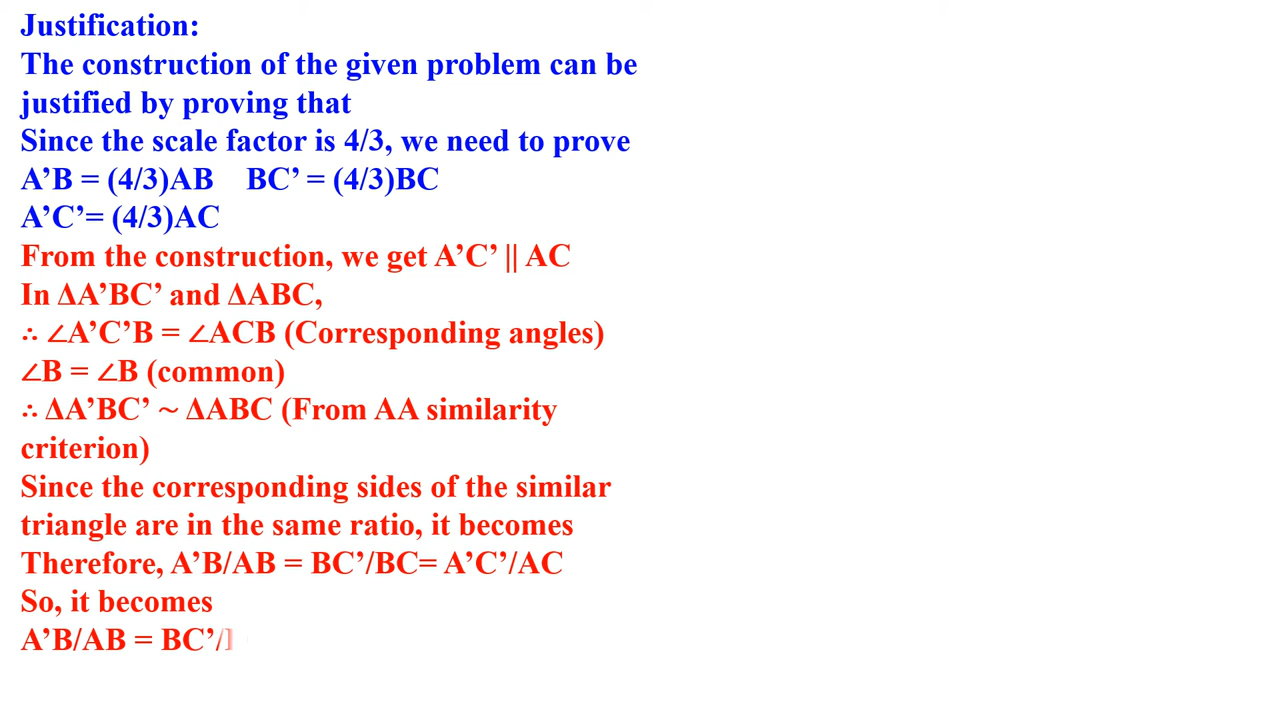 Justification:
The construction of the given problem can be
justified by proving that
Since the scale factor is 4/3, we need to prove
A’B = (4/3)AB BC’ = (4/3)BC
A’C’= (4/3)AC
From the construction, we get A’C’ || AC
In ΔA’BC’ and ΔABC,
∴ ∠A’C’B = ∠ACB (Corresponding angles)
∠B = ∠B (common)
∴ ΔA’BC’ ~ ΔABC (From AA similarity
criterion)
Since the corresponding sides of the similar
triangle are in the same ratio, it becomes
Therefore, A’B/AB = BC’/BC= A’C’/AC
So, it becomes
A’B/AB = BC’/